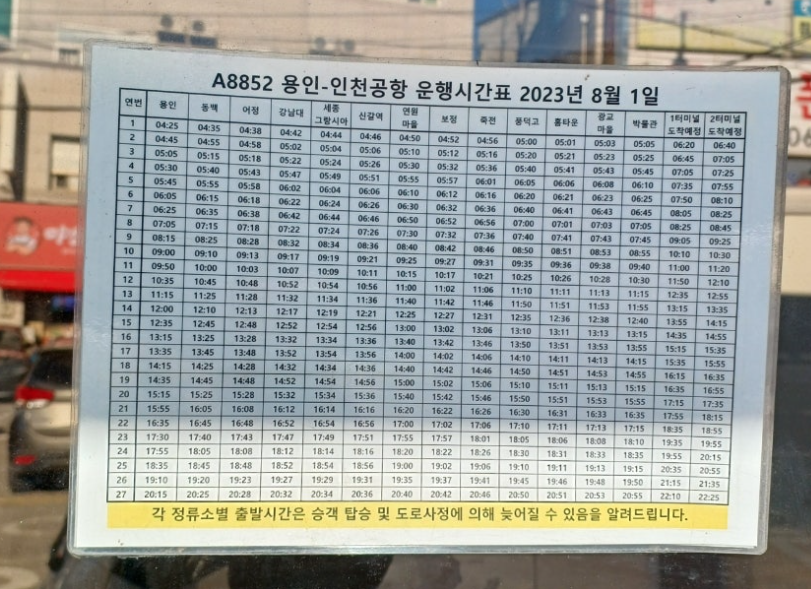 A8852 용인-인천공항 운행시간표 2023년 8월 1일
연번 용인 동백 어정 강남대 세종그랑시아 신갈역 연원마을 보정 죽전 풍덕고 홈타운 광교마을 박물관 1터미널도착예정 2터미널도착예정
1 04:25 04:35 04:38 04:42 04:44 04:46 04:50 04:52 04:56 05:00 05:01 05:03 05:05 06:20 06:40
2 04:45 04:55 04:58 05:02 05:04 05:06 05:10 05:12 05:16 05:20 05:21 05:23 05:25 06:45 07:05
3 05:05 05:15 05:18 05:22 05:24 05:26 05:30 05:32 05:36 05:40 05:41 05:43 05:45 07:05 07:25
4 05:30 05:40 05:43 05:47 05:49 05:51 05:55 05:57 06:01 06:05 06:06 06:08 06:10 07:35 07:55
5 05:45 05:55 05:58 06:02 06:04 06:06 06:10 06:12 06:16 06:20 06:21 06:23 06:25 07:50 08:10
6 06:05 06:15 06:18 06:22 06:24 06:26 06:30 06:32 06:36 06:40 06:41 06:43 06:45 08:05 08:25
7 06:25 06:35 06:38 06:42 06:44 06:46 06:50 06:52 06:56 07:00 07:01 07:03 07:05 08:25 08:45
8 07:05 07:15 07:18 07:22 07:24 07:26 07:30 07:32 07:36 07:40 07:41 07:43 07:45 09:05 09:25
9 08:15 08:25 08:28 08:32 08:34 08:36 08:40 08:42 08:46 08:50 08:51 08:53 08:55 10:10 10:30
10 09:00 09:10 09:13 09:17 09:19 09:21 09:25 09:27 09:31 09:35 09:36 09:38 09:40 11:00 11:20
11 09:50 10:00 10:03 10:07 10:09 10:11 10:15 10:17 10:21 10:25 10:26 10:28 10:30 11:50 12:10
12 10:35 10:45 10:48 10:52 10:54 10:56 11:00 11:02 11:06 11:10 11:11 11:13 11:15 12:35 12:55
13 11:15 11:25 11:28 11:32 11:34 11:36 11:40 11:42 11:46 11:50 11:51 11:53 11:55 13:15 13:35
14 12:00 12:10 12:13 12:17 12:19 12:21 12:25 12:27 12:31 12:35 12:36 12:38 12:40 13:55 14:15
15 12:35 12:45 12:48 12:52 12:54 12:56 13:00 13:02 13:06 13:10 13:11 13:13 13:15 14:35 14:55
16 13:15 13:25 13:28 13:32 13:34 13:36 13:40 13:42 13:46 13:50 13:51 13:53 13:55 15:15 15:35
17 13:35 13:45 13:48 13:52 13:54 13:56 14:00 14:02 14:06 14:10 14:11 14:13 14:15 15:35 15:55
18 14:15 14:25 14:28 14:32 14:34 14:36 14:40 14:42 14:46 14:50 14:51 14:53 14:55 16:15 16:35
19 14:35 14:45 14:48 14:52 14:54 14:56 15:00 15:02 15:06 15:10 15:11 15:13 15:15 16:35 16:55
20 15:15 15:25 15:28 15:32 15:34 15:36 15:40 15:42 15:46 15:50 15:51 15:53 15:55 17:15 17:35
21 15:55 16:05 16:08 16:12 16:14 16:16 16:20 16:22 16:26 16:30 16:31 16:33 16:35 17:55 18:15
22 16:35 16:45 16:48 16:52 16:54 16:56 17:00 17:02 17:06 17:10 17:11 17:13 17:15 18:35 18:55
23 17:30 17:40 17:43 17:47 17:49 17:51 17:55 17:57 18:01 18:05 18:06 18:08 18:10 19:35 19:55
24 17:55 18:05 18:08 18:12 18:14 18:16 18:20 18:22 18:26 18:30 18:31 18:33 18:35 19:55 20:15
25 18:35 18:45 18:48 18:52 18:54 18:56 19:00 19:02 19:06 19:10 19:11 19:13 19:15 20:35 20:55
26 19:10 19:20 19:23 19:27 19:29 19:31 19:35 19:37 19:41 19:45 19:46 19:48 19:50 21:15 21:35
27 20:15 20:25 20:28 20:32 20:34 20:36 20:40 20:42 20:46 20:50 20:51 20:53 20:55 22:10 22:25
각 정류소별 출발시간은 승객 탑승 및 도로사정에 의해 늦어질 수 있음을 알려드립니다.